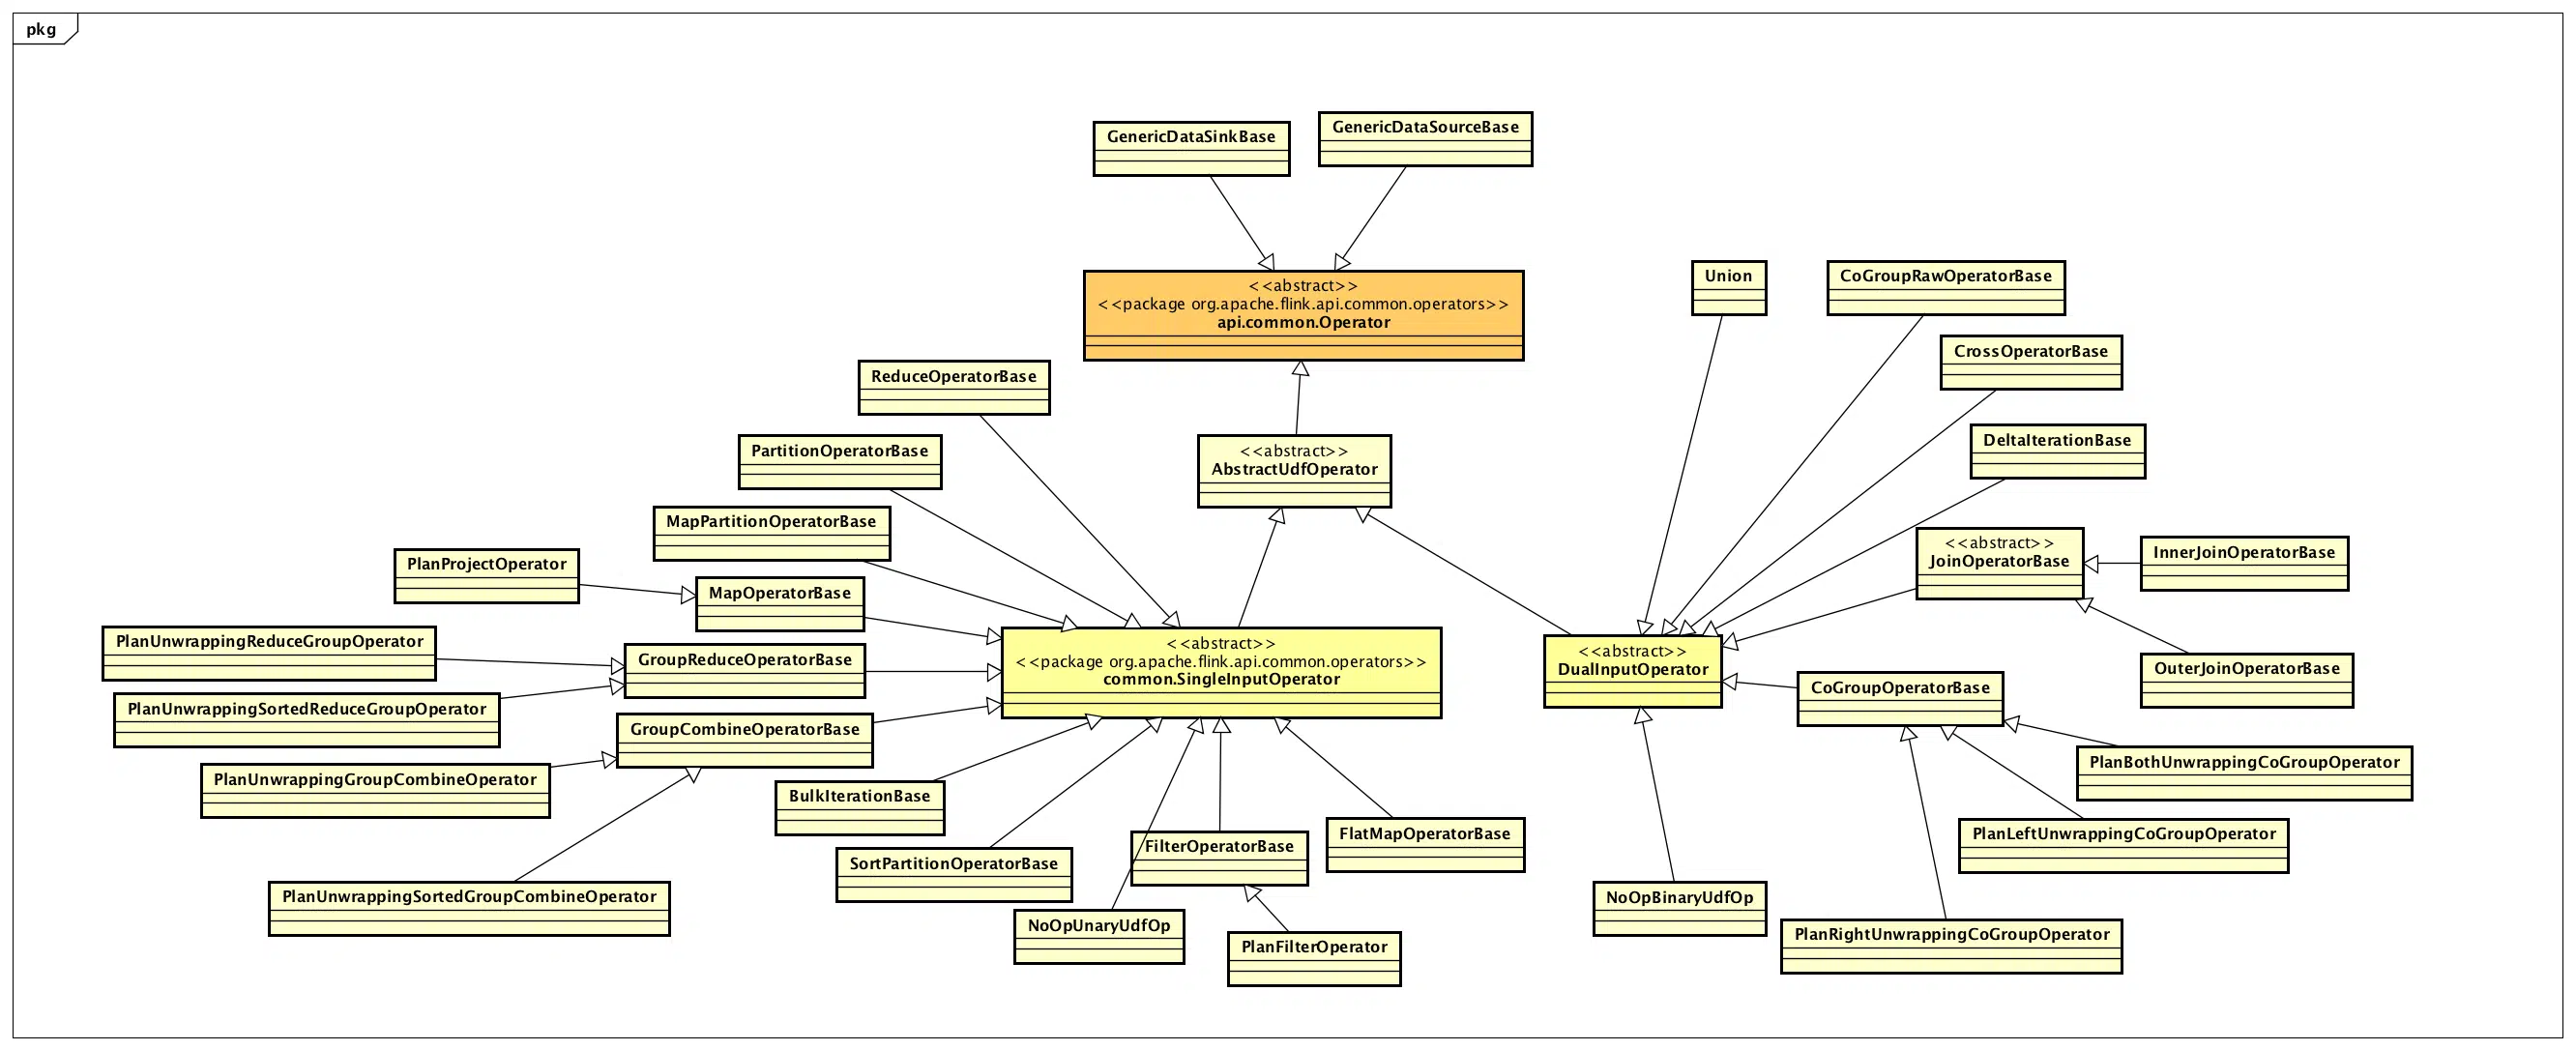 pkg
GenericDataSinkBase
GenericDataSourceBase
<<abstract>>
<<package org.apache.flink.api.common.operators>>
api.common.Operator
Union
CoGroupRawOperatorBase
CrossOperatorBase
ReduceOperatorBase
DeltaIterationBase
PartitionOperatorBase
<<abstract>>
AbstractUdfOperator
MapPartitionOperatorBase
<<abstract>>
JoinOperatorBase
InnerJoinOperatorBase
PlanProjectOperator
MapOperatorBase
PlanUnwrappingReduceGroupOperator
GroupReduceOperatorBase
<<abstract>>
<<package org.apache.flink.api.common.operators>>
common.SingleInputOperator
<<abstract>>
DualInputOperator
OuterJoinOperatorBase
CoGroupOperatorBase
PlanUnwrappingSortedReduceGroupOperator
GroupCombineOperatorBase
PlanBothUnwrappingCoGroupOperator
PlanUnwrappingGroupCombineOperator
BulkIterationBase
FlatMapOperatorBase
PlanLeftUnwrappingCoGroupOperator
FilterOperatorBase
SortPartitionOperatorBase
PlanUnwrappingSortedGroupCombineOperator
NoOpBinaryUdfOp
NoOpUnaryUdfOp
PlanRightUnwrappingCoGroupOperator
PlanFilterOperator